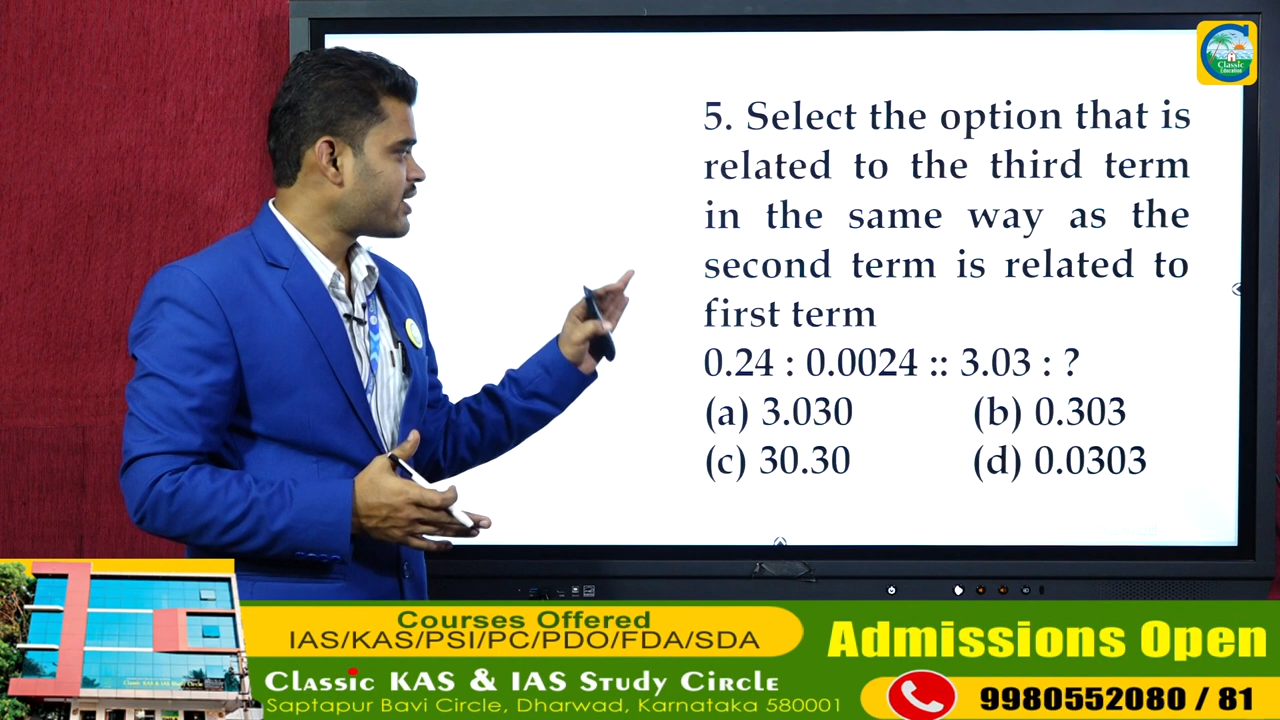 Classic
Education
5. Select the option that is
related to the third term
in the same way as the
second term is related to
first term
0.24 : 0.0024 :: 3.03 : ?
(a) 3.030 (b) 0.303
(c) 30.30 (d) 0.0303
Courses Offered
IAS/KAS/PSI/PC/PDO/FDA/SDA
Classic KAS & IAS Study Circle
Saptapur Bavi Circle, Dharwad, Karnataka 580001
Admissions Open
9980552080 / 81